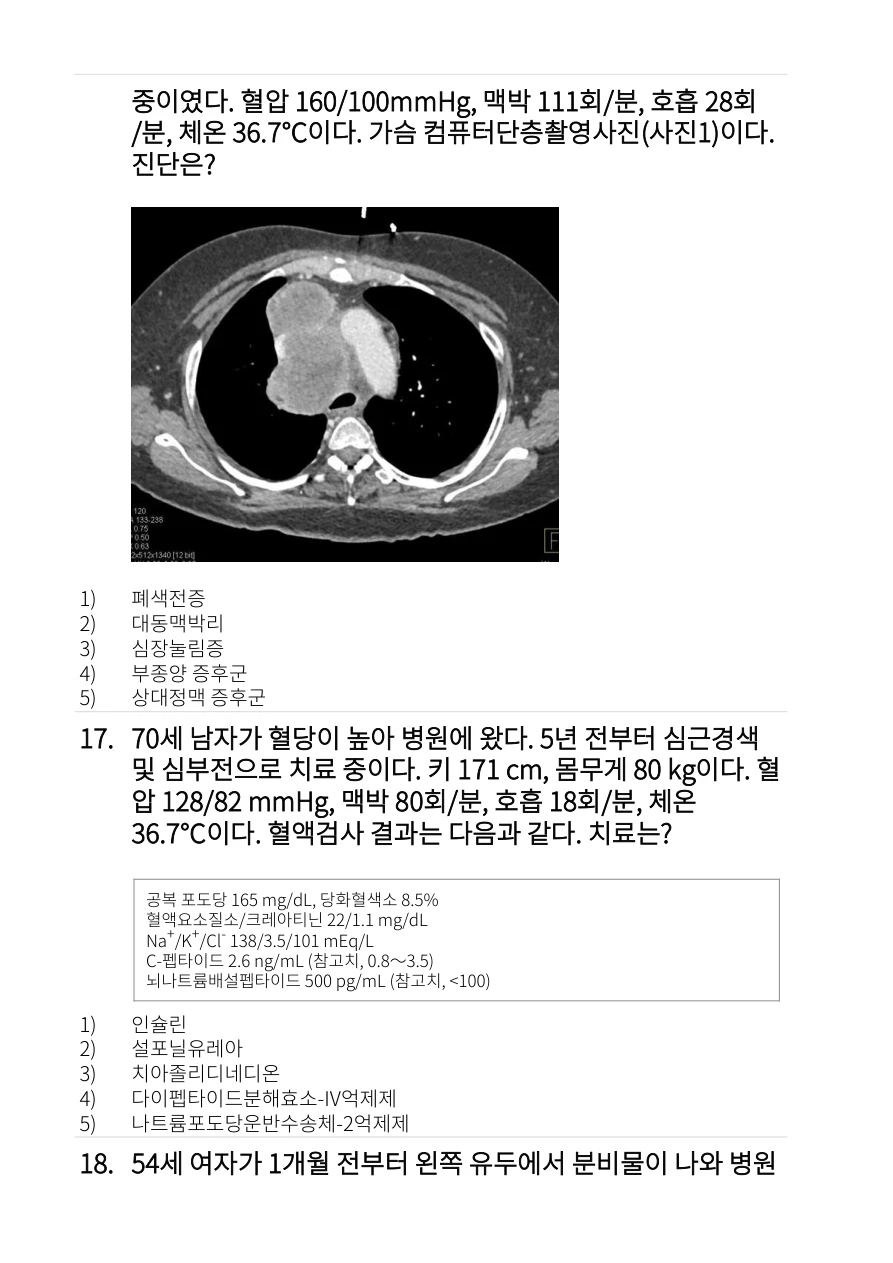 중이였다. 혈압 160/100mmHg, 맥박 111회/분, 호흡 28회
/분, 체온 36.7℃이다. 가슴 컴퓨터단층촬영사진(사진1)이다.
진단은?
120
133-238
0.75
0.50
0.63
2x512x1340 [12 bit]
F
1) 폐색전증
2) 대동맥박리
3) 심장눌림증
4) 부종양 증후군
5) 상대정맥 증후군
17. 70세 남자가 혈당이 높아 병원에 왔다. 5년 전부터 심근경색
및 심부전으로 치료 중이다. 키 171 cm, 몸무게 80 kg이다. 혈
압 128/82 mmHg, 맥박 80회/분, 호흡 18회/분, 체온
36.7℃이다. 혈액검사 결과는 다음과 같다. 치료는?
공복 포도당 165 mg/dL, 당화혈색소 8.5%
혈액요소질소/크레아티닌 22/1.1 mg/dL
Na⁺/K⁺/Cl⁻ 138/3.5/101 mEq/L
C-펩타이드 2.6 ng/mL (참고치, 0.8～3.5)
뇌나트륨배설펩타이드 500 pg/mL (참고치, <100)
1) 인슐린
2) 설포닐유레아
3) 치아졸리디네디온
4) 다이펩타이드분해효소-IV억제제
5) 나트륨포도당운반수송체-2억제제
18. 54세 여자가 1개월 전부터 왼쪽 유두에서 분비물이 나와 병원